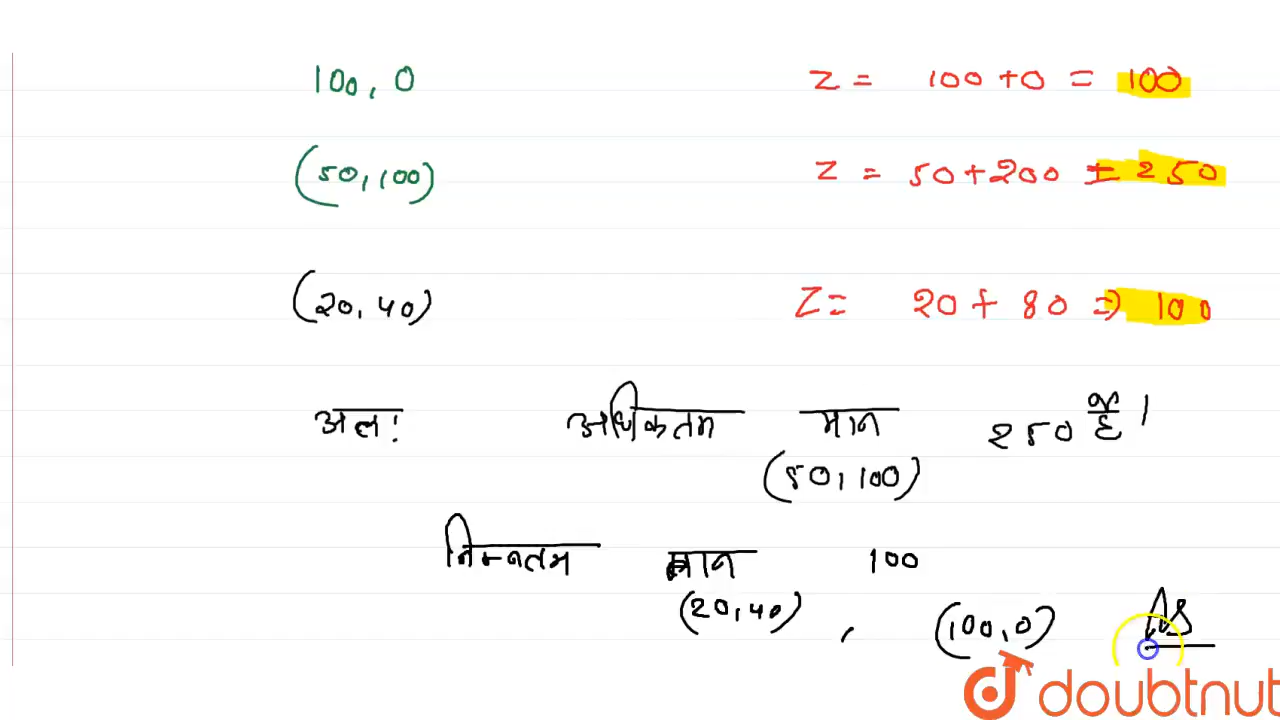 100, 0 Z = 100 + 0 = 100
(50, 100) Z = 50 + 200 = 250
(20, 40) Z = 20 + 80 ⇒ 100
अतः अधिकतम मान 250 है।
(50, 100)
निम्नतम मान 100
(20, 40) , (100, 0) As
doubtnut